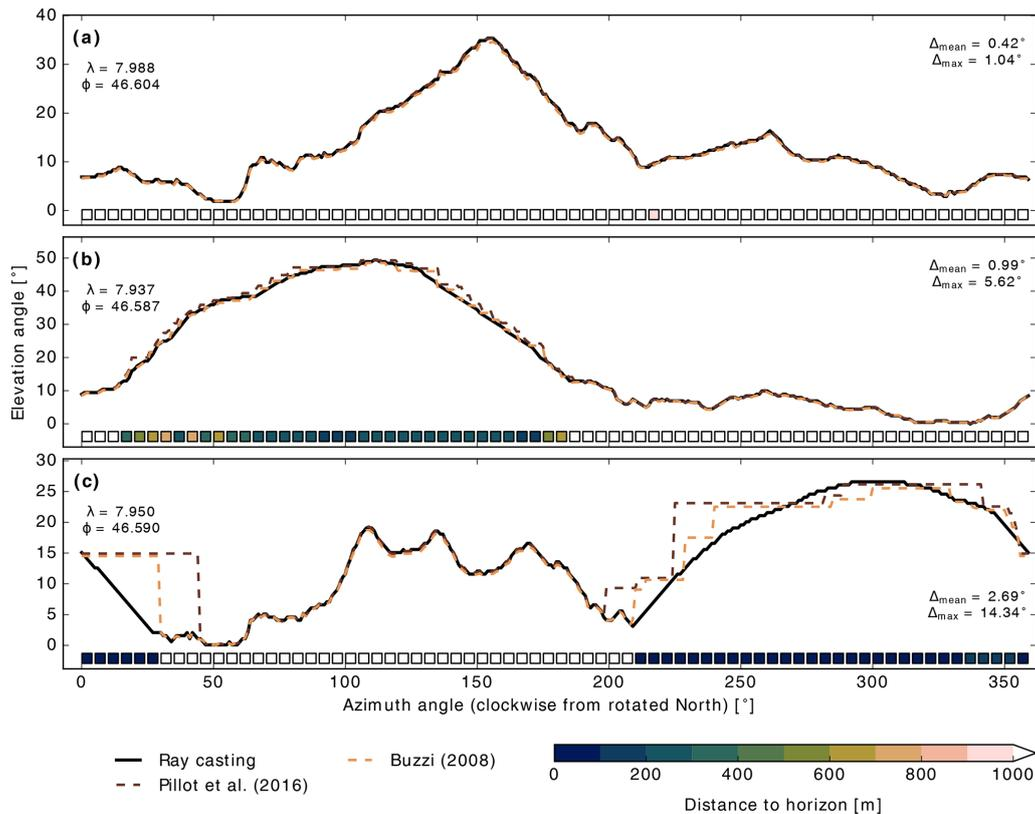 (a)
λ = 7.988
ϕ = 46.604
Δmean = 0.42°
Δmax = 1.04°
40
30
20
10
0
(b)
λ = 7.937
ϕ = 46.587
Δmean = 0.99°
Δmax = 5.62°
50
40
30
20
10
0
Elevation angle [°]
(c)
λ = 7.950
ϕ = 46.590
Δmean = 2.69°
Δmax = 14.34°
30
25
20
15
10
5
0
0 50 100 150 200 250 300 350
Azimuth angle (clockwise from rotated North) [°]
Ray casting
Pillot et al. (2016)
Buzzi (2008)
0 200 400 600 800 1000
Distance to horizon [m]